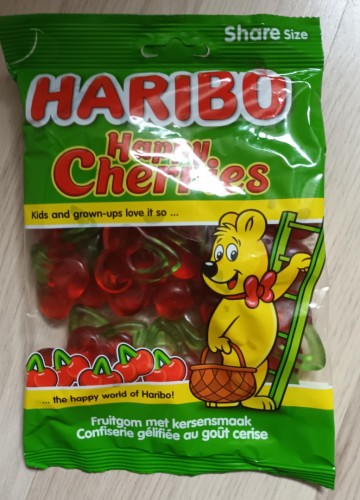 Share Size
HARIBO
Happy
Cherries
Kids and grown-ups love it so ...
... the happy world of Haribo!
Fruitgom met kersensmaak
Confiserie gélifiée au goût cerise